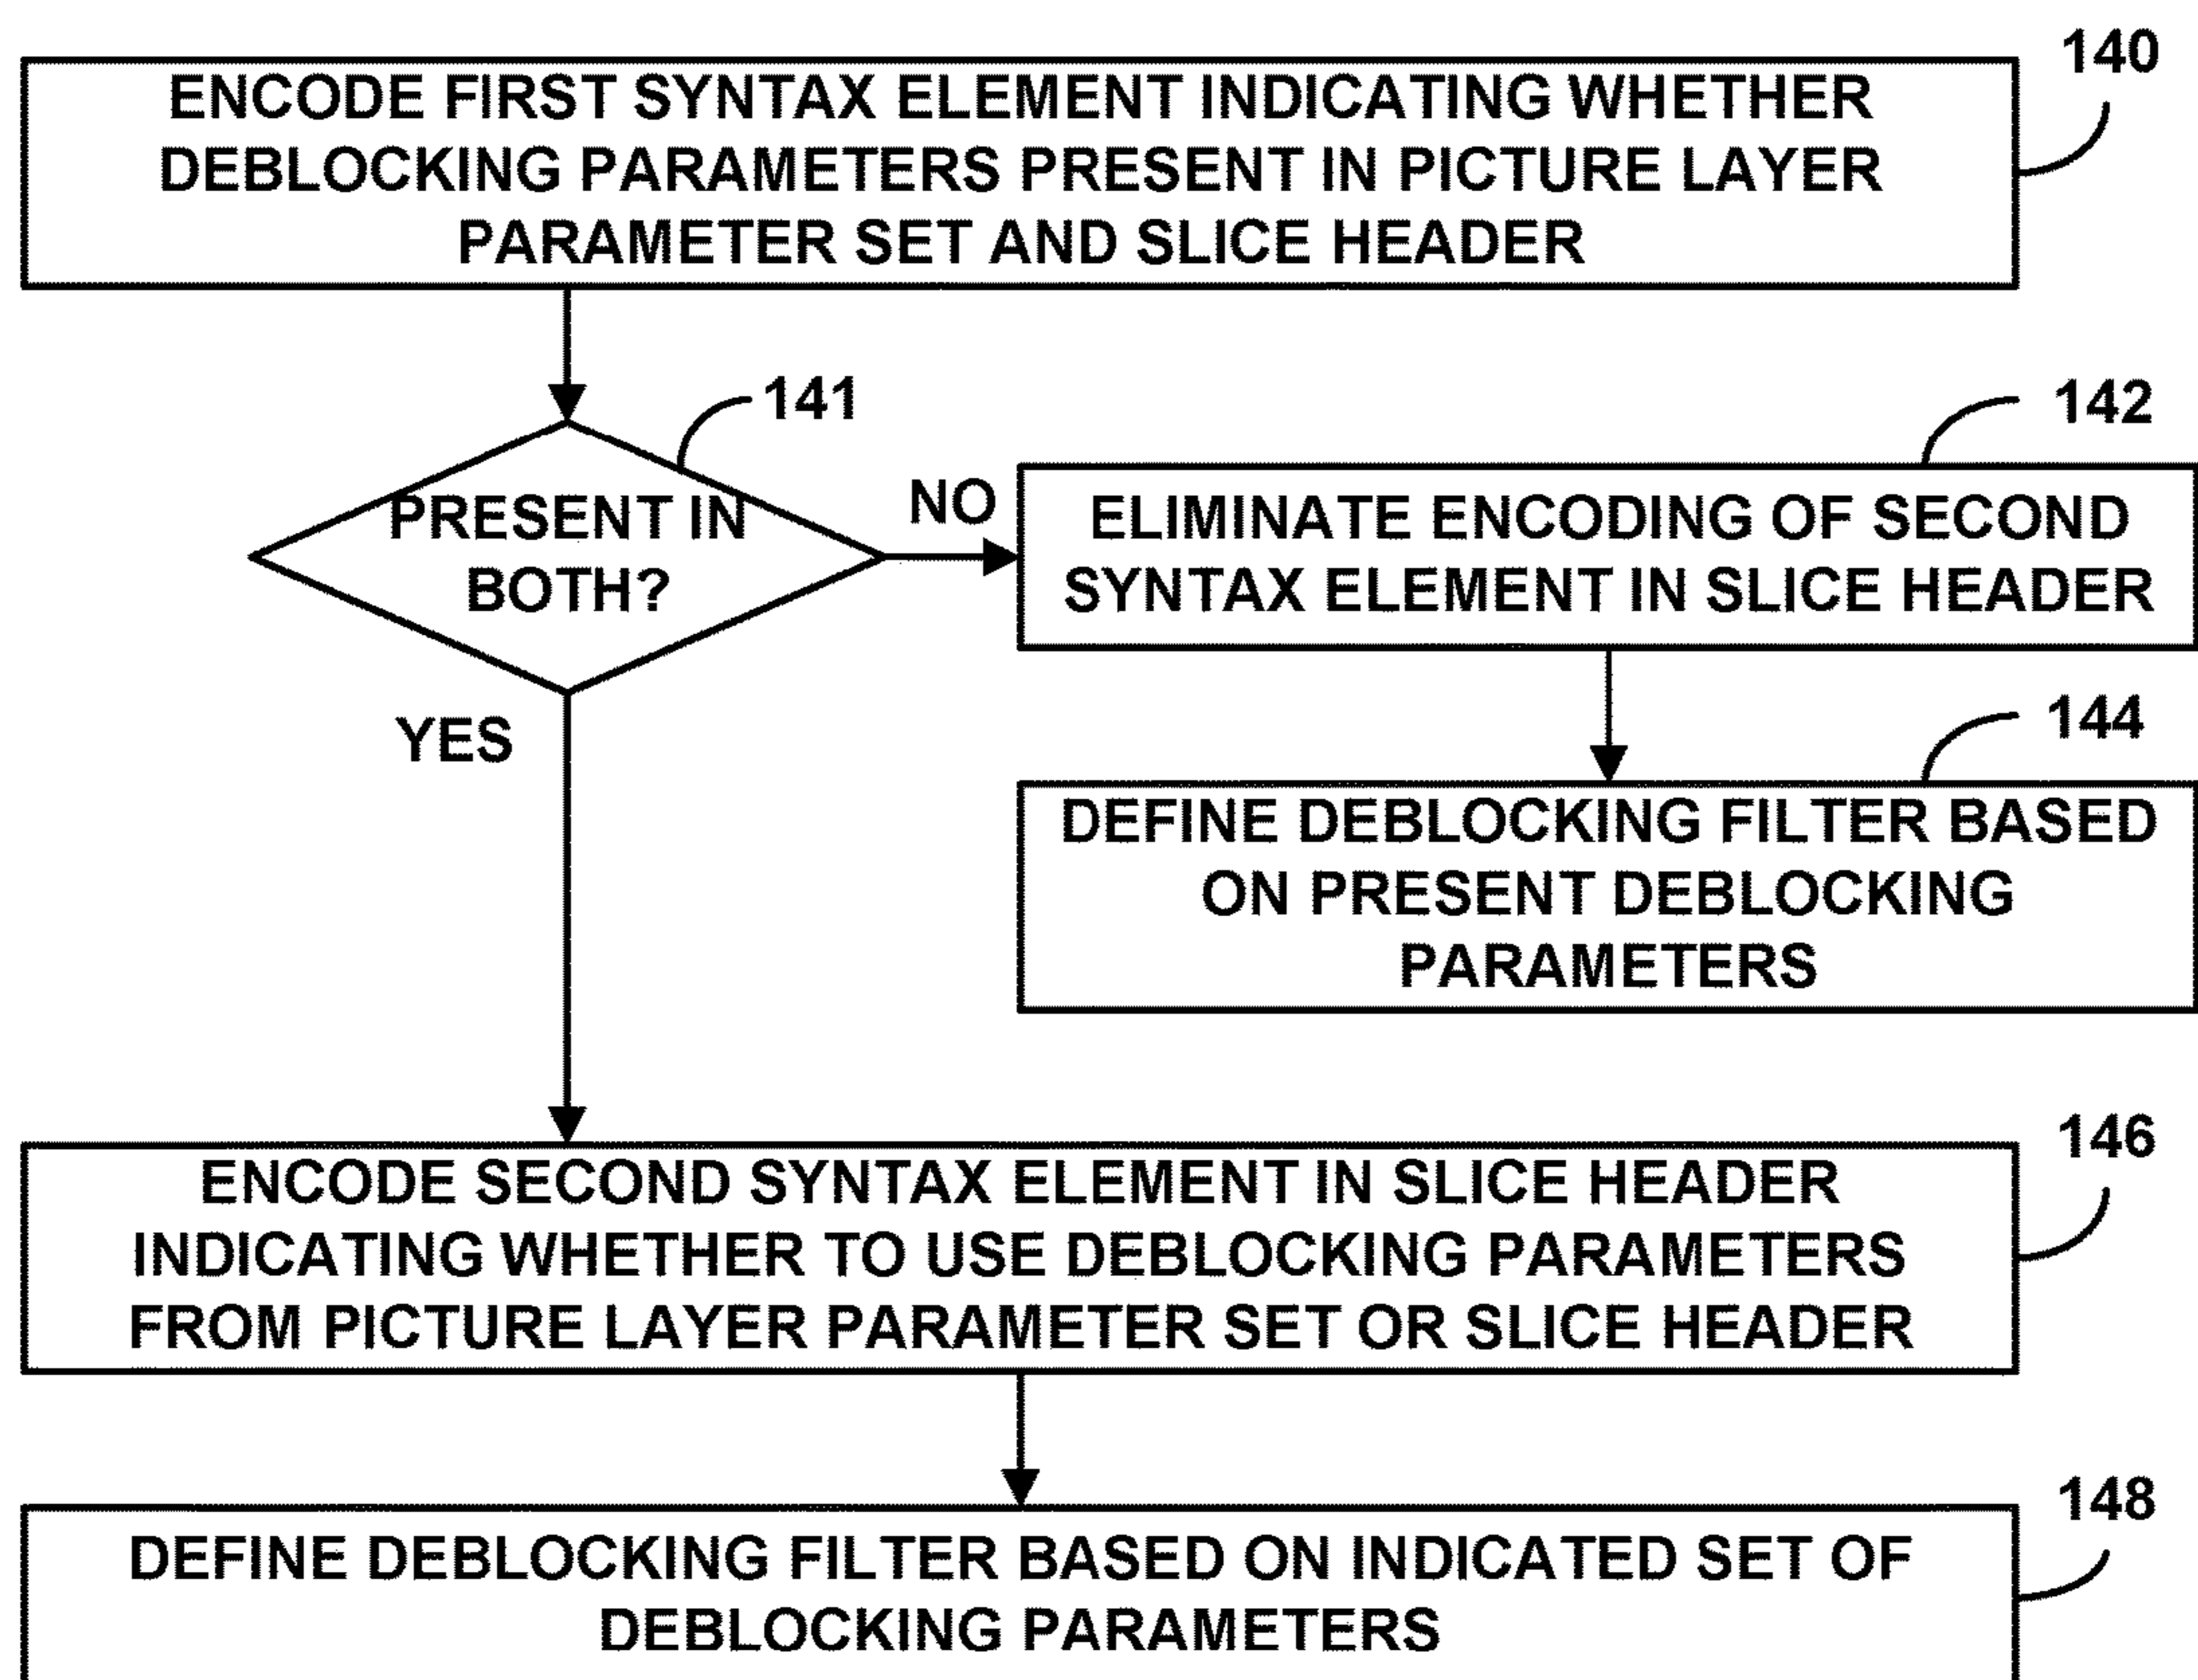 140
ENCODE FIRST SYNTAX ELEMENT INDICATING WHETHER
DEBLOCKING PARAMETERS PRESENT IN PICTURE LAYER
PARAMETER SET AND SLICE HEADER
141
PRESENT IN
BOTH?
NO
142
ELIMINATE ENCODING OF SECOND
SYNTAX ELEMENT IN SLICE HEADER
YES
144
DEFINE DEBLOCKING FILTER BASED
ON PRESENT DEBLOCKING
PARAMETERS
146
ENCODE SECOND SYNTAX ELEMENT IN SLICE HEADER
INDICATING WHETHER TO USE DEBLOCKING PARAMETERS
FROM PICTURE LAYER PARAMETER SET OR SLICE HEADER
148
DEFINE DEBLOCKING FILTER BASED ON INDICATED SET OF
DEBLOCKING PARAMETERS